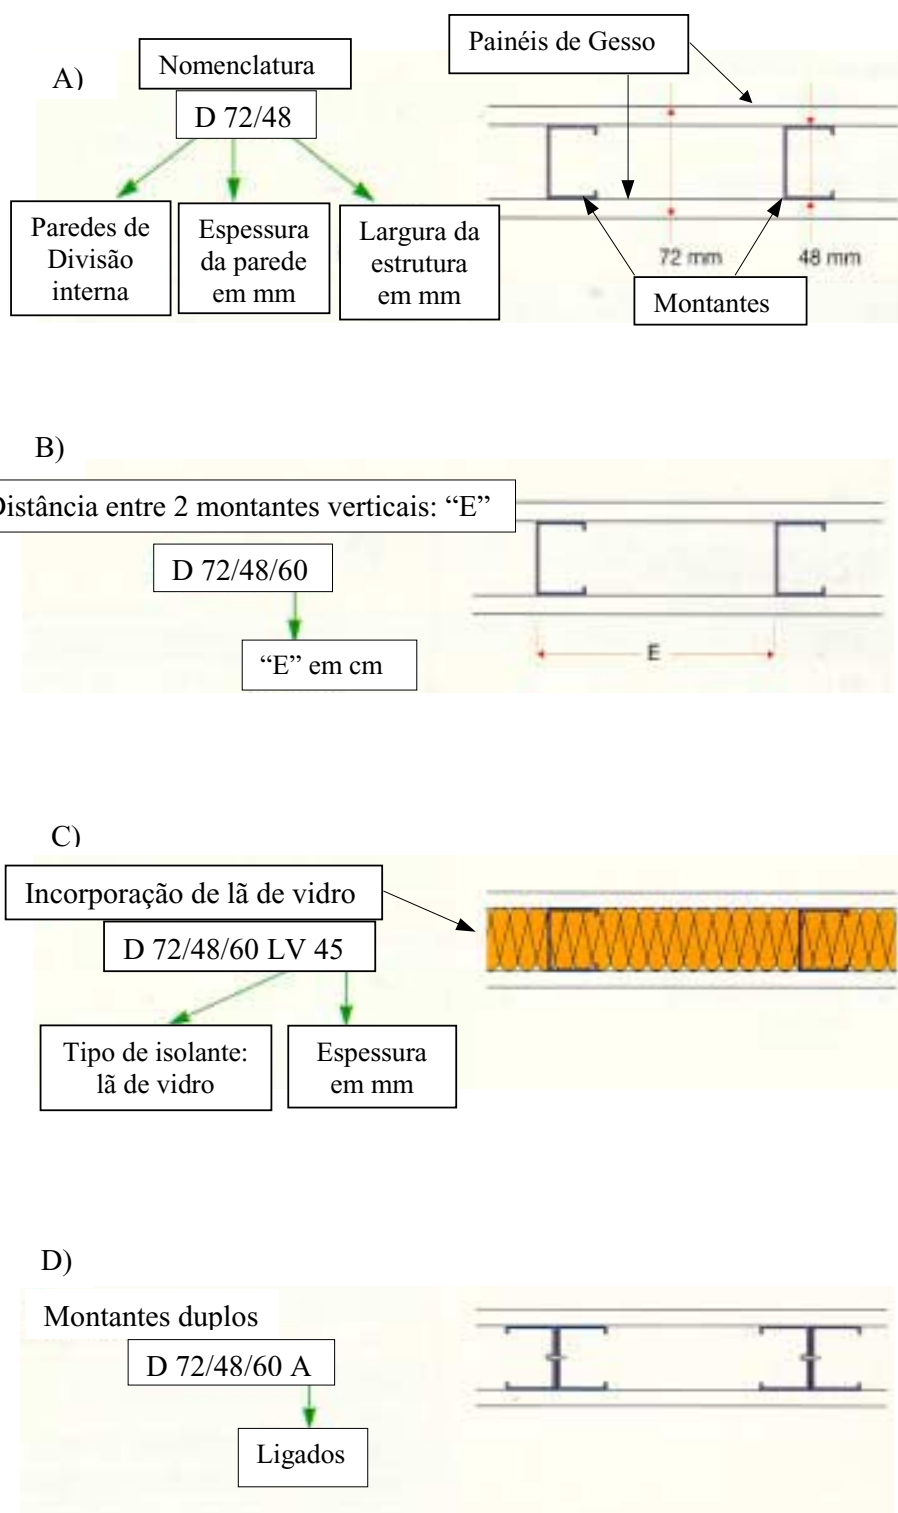 A)
Nomenclatura
D 72/48
Paredes de
Divisão
interna
Espessura
da parede
em mm
Largura da
estrutura
em mm
Painéis de Gesso
72 mm
48 mm
Montantes
B)
Distância entre 2 montantes verticais: “E”
D 72/48/60
“E” em cm
E
C)
Incorporação de lã de vidro
D 72/48/60 LV 45
Tipo de isolante:
lã de vidro
Espessura
em mm
D)
Montantes duplos
D 72/48/60 A
Ligados